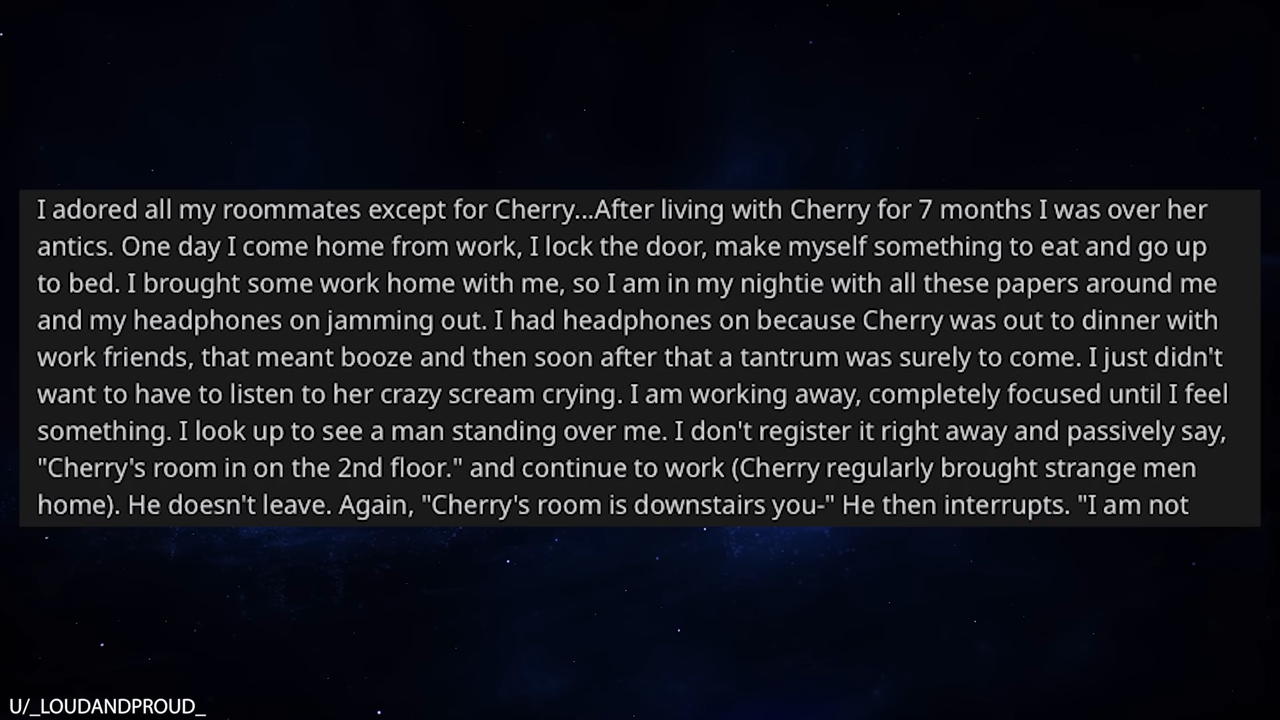 I adored all my roommates except for Cherry...After living with Cherry for 7 months I was over her
antics. One day I come home from work, I lock the door, make myself something to eat and go up
to bed. I brought some work home with me, so I am in my nightie with all these papers around me
and my headphones on jamming out. I had headphones on because Cherry was out to dinner with
work friends, that meant booze and then soon after that a tantrum was surely to come. I just didn't
want to have to listen to her crazy scream crying. I am working away, completely focused until I feel
something. I look up to see a man standing over me. I don't register it right away and passively say,
"Cherry's room in on the 2nd floor." and continue to work (Cherry regularly brought strange men
home). He doesn't leave. Again, "Cherry's room is downstairs you-" He then interrupts. "I am not
U/_LOUDANDPROUD_